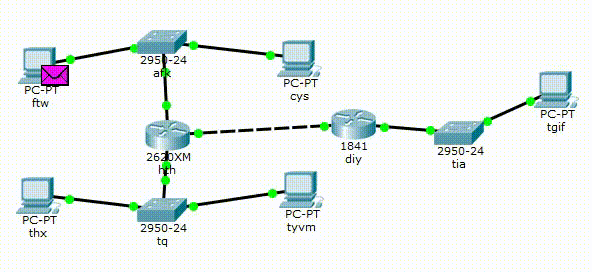 2950-24
afk
PC-PT
ftw
PC-PT
cys
2620XM
hth
1841
diy
PC-PT
tgif
2950-24
tia
PC-PT
thx
2950-24
tq
PC-PT
tyvm